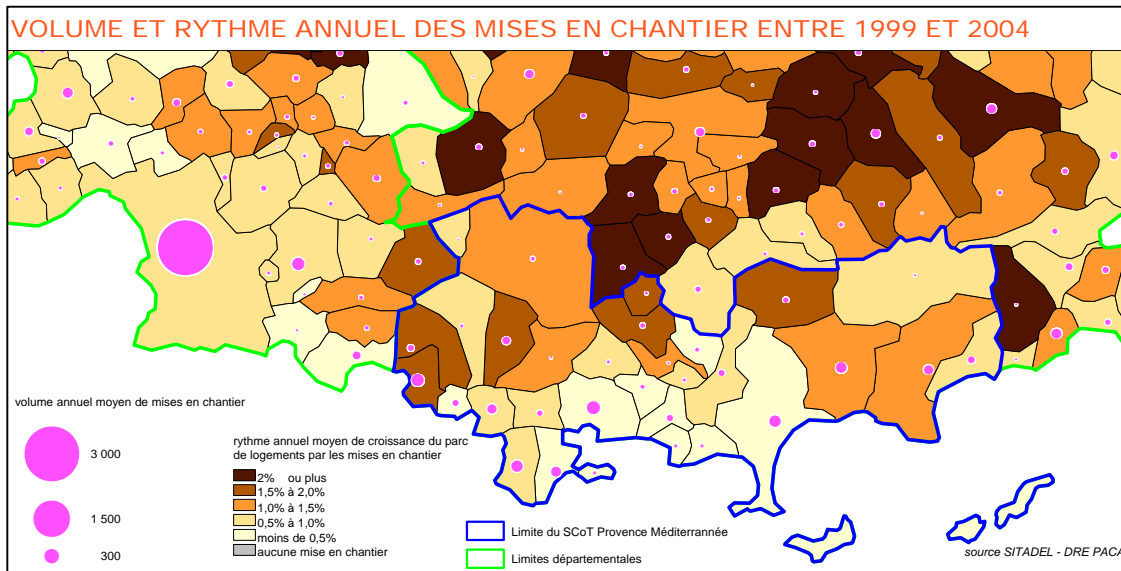 VOLUME ET RYTHME ANNUEL DES MISES EN CHANTIER ENTRE 1999 ET 2004
volume annuel moyen de mises en chantier
3 000
1 500
300
rythme annuel moyen de croissance du parc
de logements par les mises en chantier
2% ou plus
1,5% à 2,0%
1,0% à 1,5%
0,5% à 1,0%
moins de 0,5%
aucune mise en chantier
Limite du SCoT Provence Méditerrannée
Limites départementales
source SITADEL - DRE PACA